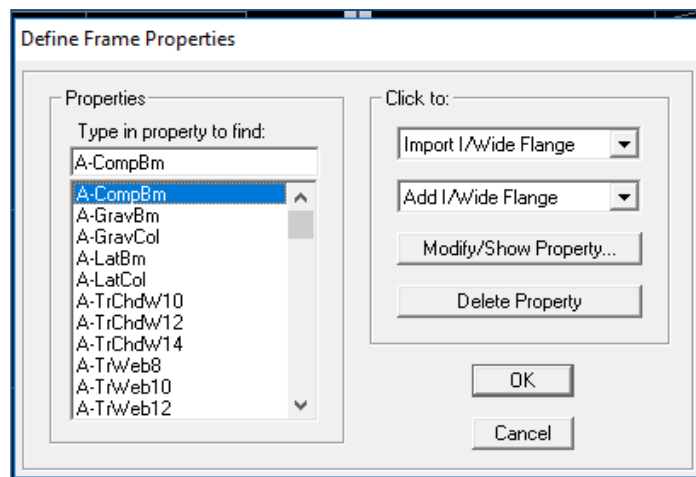 Define Frame Properties
Properties
Type in property to find:
A-CompBm
A-CompBm
A-GravBm
A-GravCol
A-LatBm
A-LatCol
A-TrChdW10
A-TrChdW12
A-TrChdW14
A-TrWeb8
A-TrWeb10
A-TrWeb12
Click to:
Import I/Wide Flange
Add I/Wide Flange
Modify/Show Property...
Delete Property
OK
Cancel